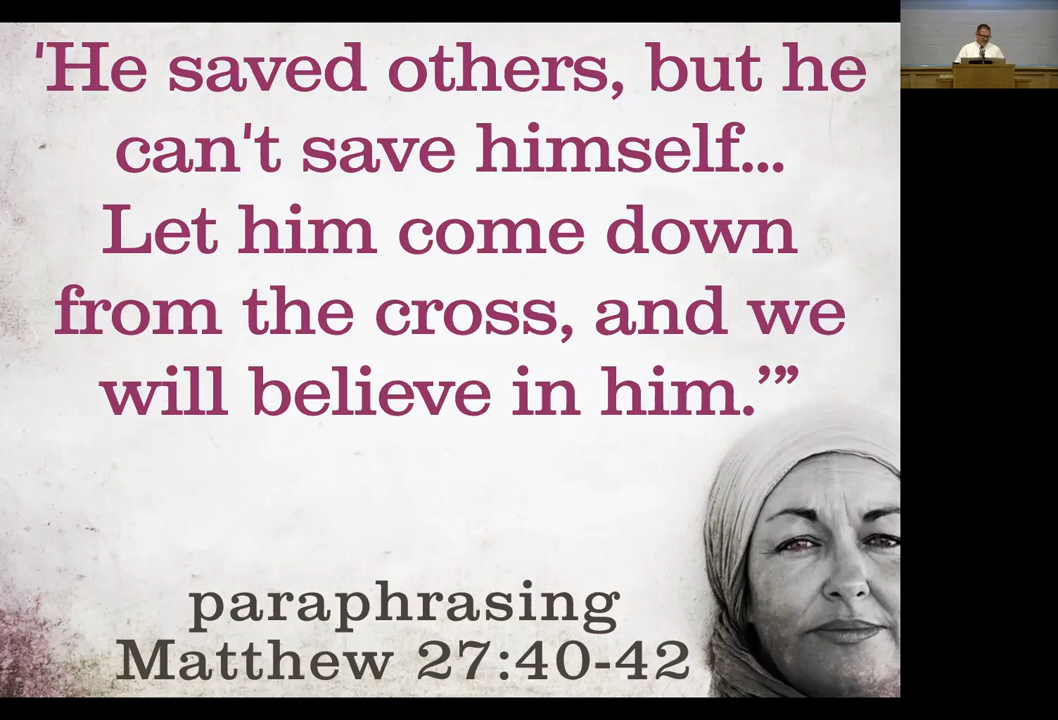 'He saved others, but he
can't save himself...
Let him come down
from the cross, and we
will believe in him.’”
paraphrasing
Matthew 27:40-42